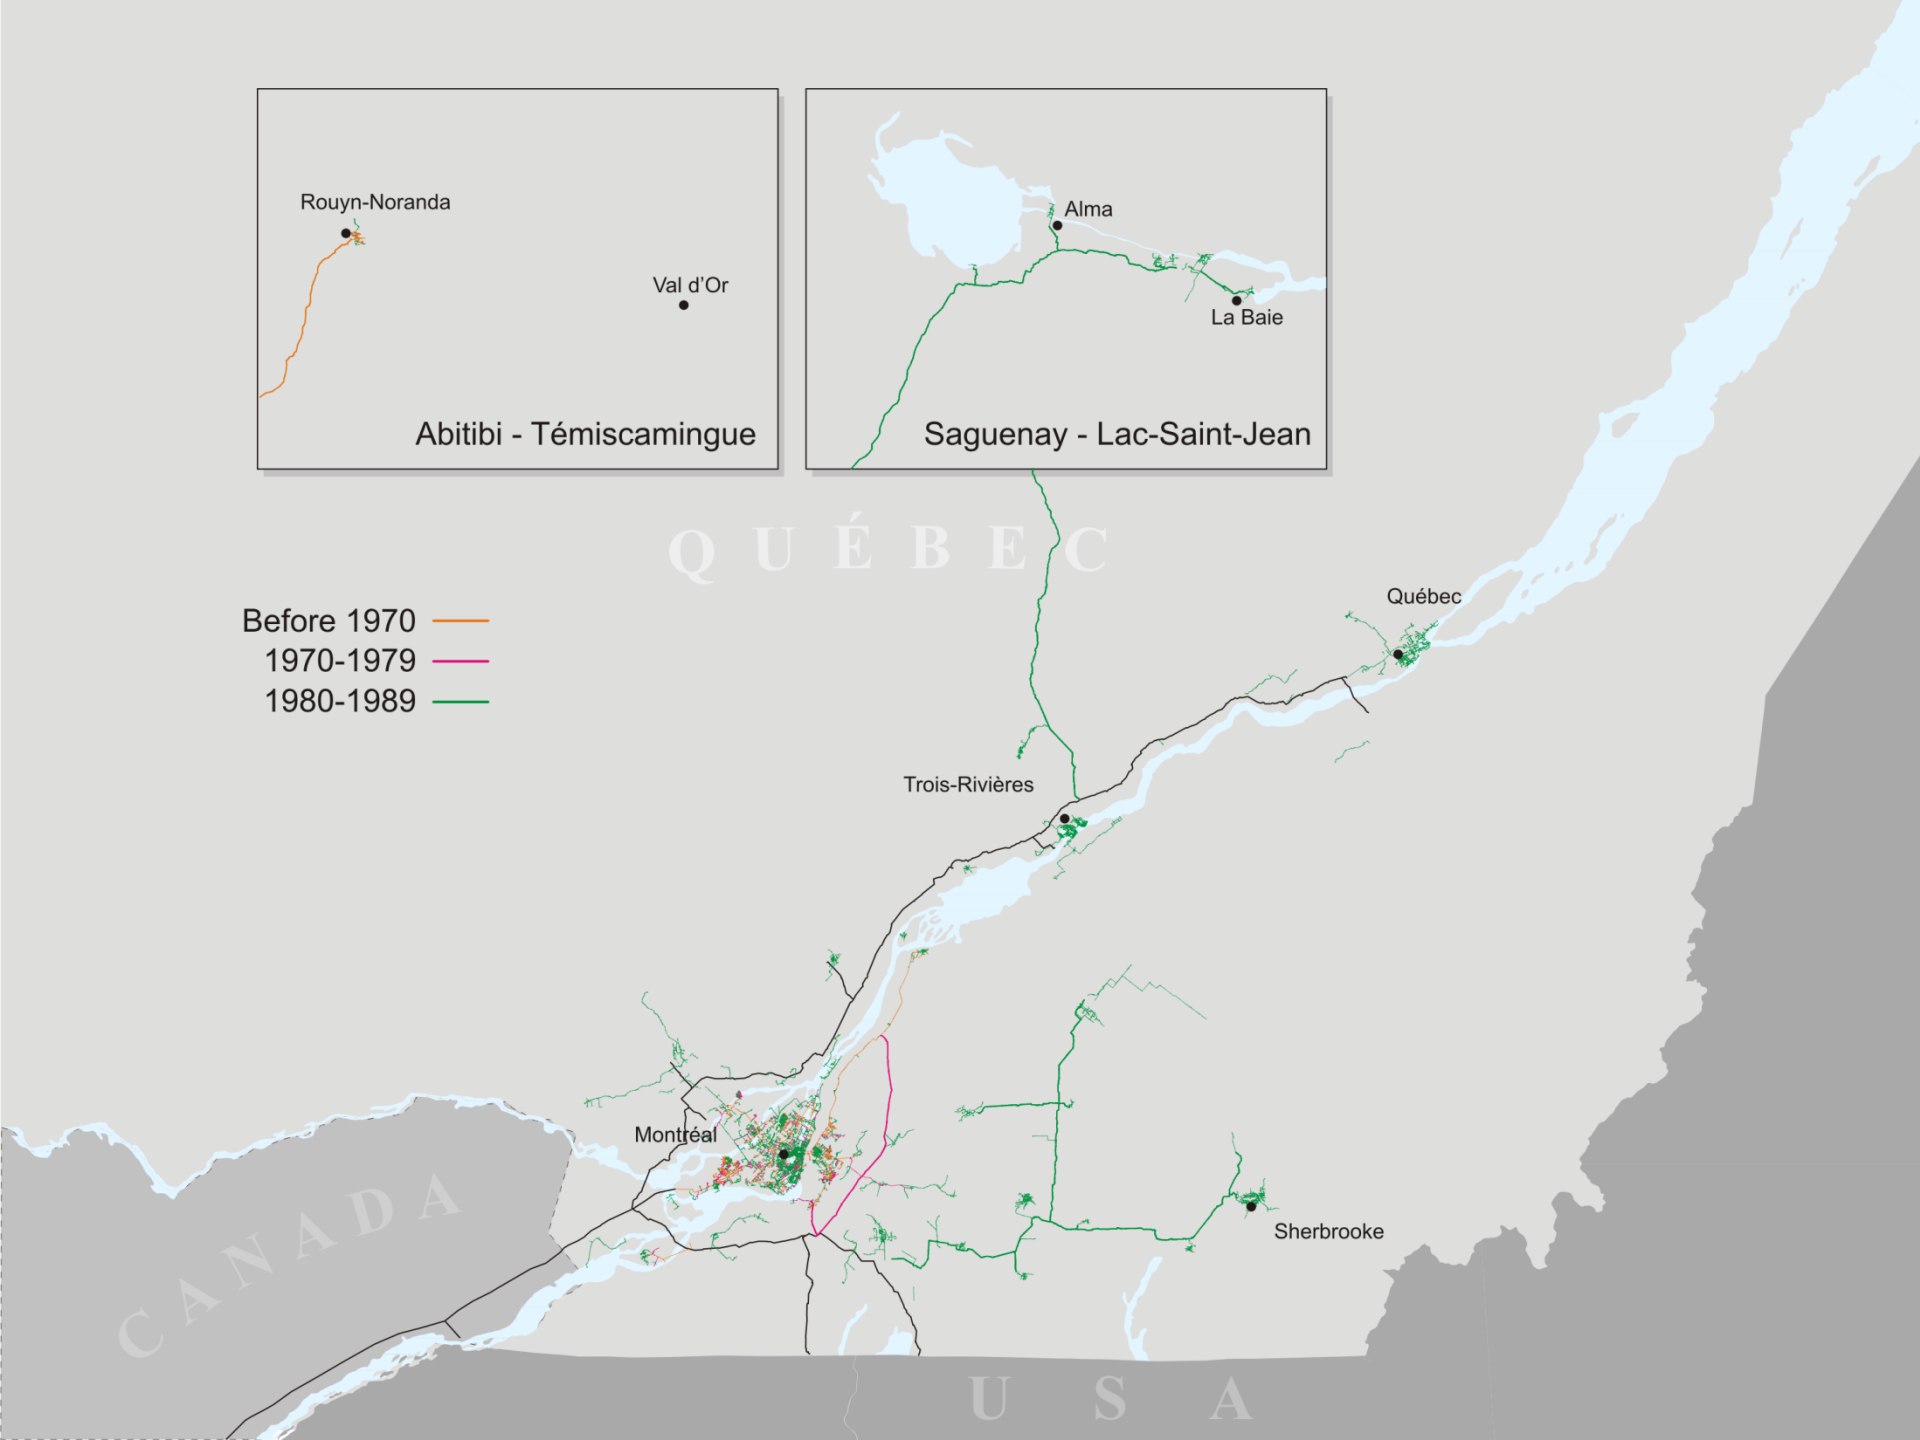 Rouyn-Noranda
Val d'Or
Abitibi - Témiscamingue
Alma
La Baie
Saguenay - Lac-Saint-Jean
QUÉBEC
Before 1970
1970-1979
1980-1989
Québec
Trois-Rivières
Montréal
Sherbrooke
CANADA
USA